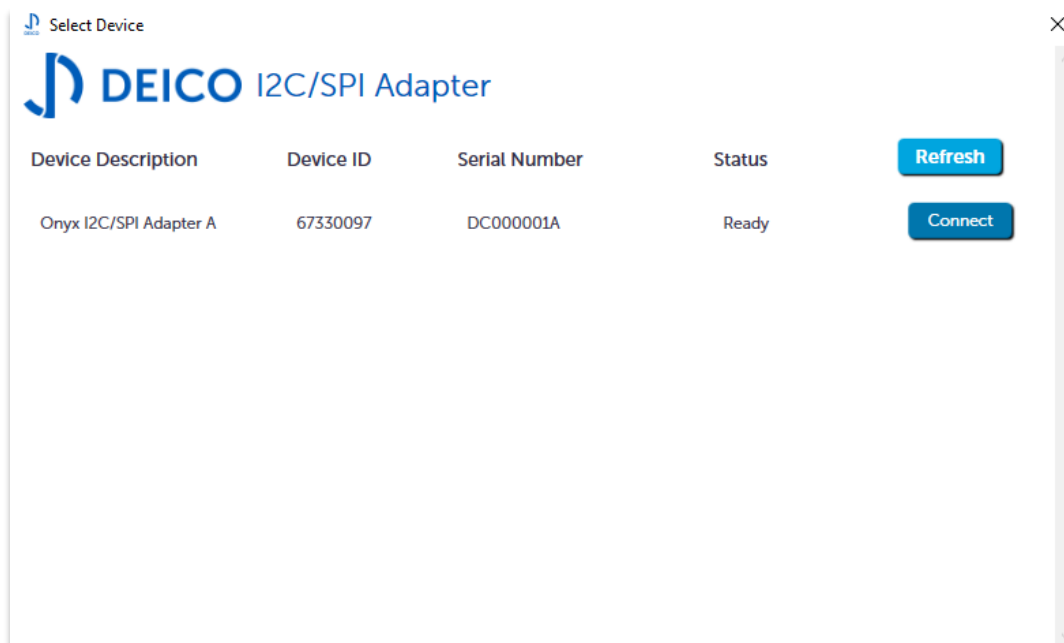 Select Device
DEICO I2C/SPI Adapter
Device Description Device ID Serial Number Status Refresh
Onyx I2C/SPI Adapter A 67330097 DC000001A Ready Connect